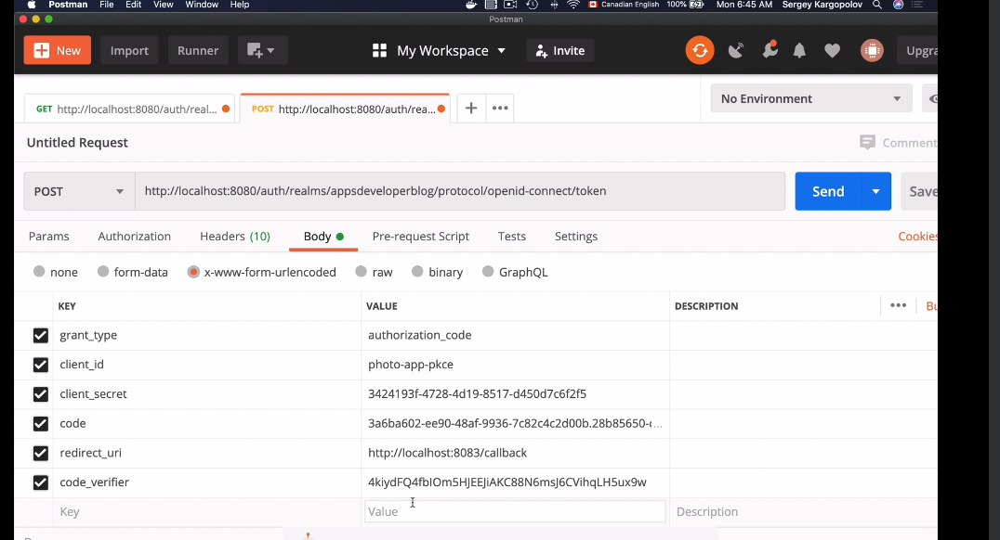 Postman File Edit View Window Help 100% Canadian English Mon 6:45 AM Sergey Kargopolov
Postman
New Import Runner My Workspace Invite Upgra
GET http://localhost:8080/auth/real... POST http://localhost:8080/auth/rea... No Environment
Untitled Request Comment
POST http://localhost:8080/auth/realms/appsdeveloperblog/protocol/openid-connect/token Send Save
Params Authorization Headers (10) Body Pre-request Script Tests Settings Cookies
none form-data x-www-form-urlencoded raw binary GraphQL
KEY VALUE DESCRIPTION Bu
grant_type authorization_code
client_id photo-app-pkce
client_secret 3424193f-4728-4d19-8517-d450d7c6f2f5
code 3a6ba602-ee90-48af-9936-7c82c4c2d00b.28b85650-...
redirect_uri http://localhost:8083/callback
code_verifier 4kiydFQ4fbIOm5HJEEJiAKC88N6msJ6CVihqLH5ux9w
Key Value Description